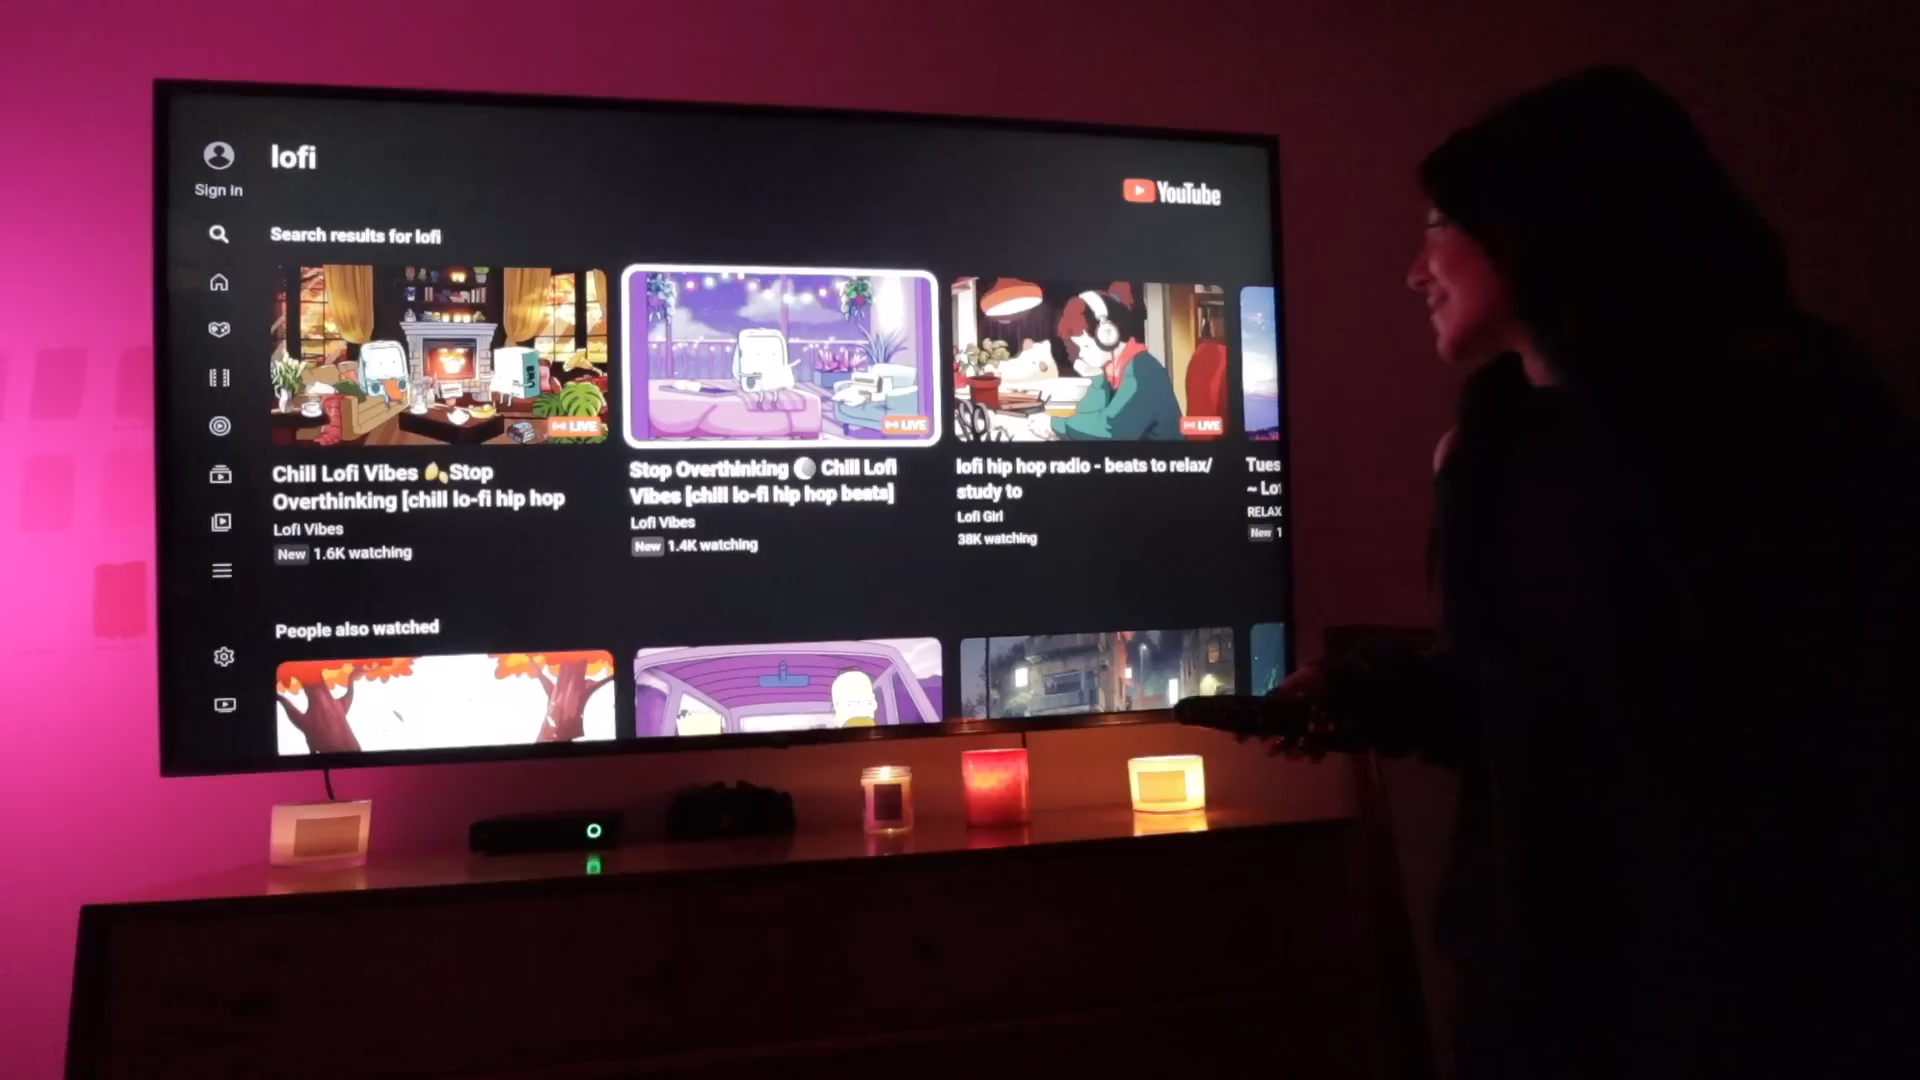 lofi
Sign in
YouTube
Search results for lofi
LIVE
LIVE
LIVE
Chill Lofi Vibes 🍋Stop
Overthinking [chill lo-fi hip hop
Lofi Vibes
New 1.6K watching
Stop Overthinking 🌖 Chill Lofi
Vibes [chill lo-fi hip hop beats]
Lofi Vibes
New 1.4K watching
lofi hip hop radio - beats to relax/
study to
Lofi Girl
38K watching
Tues
~ Lo
RELAX
New 1
People also watched